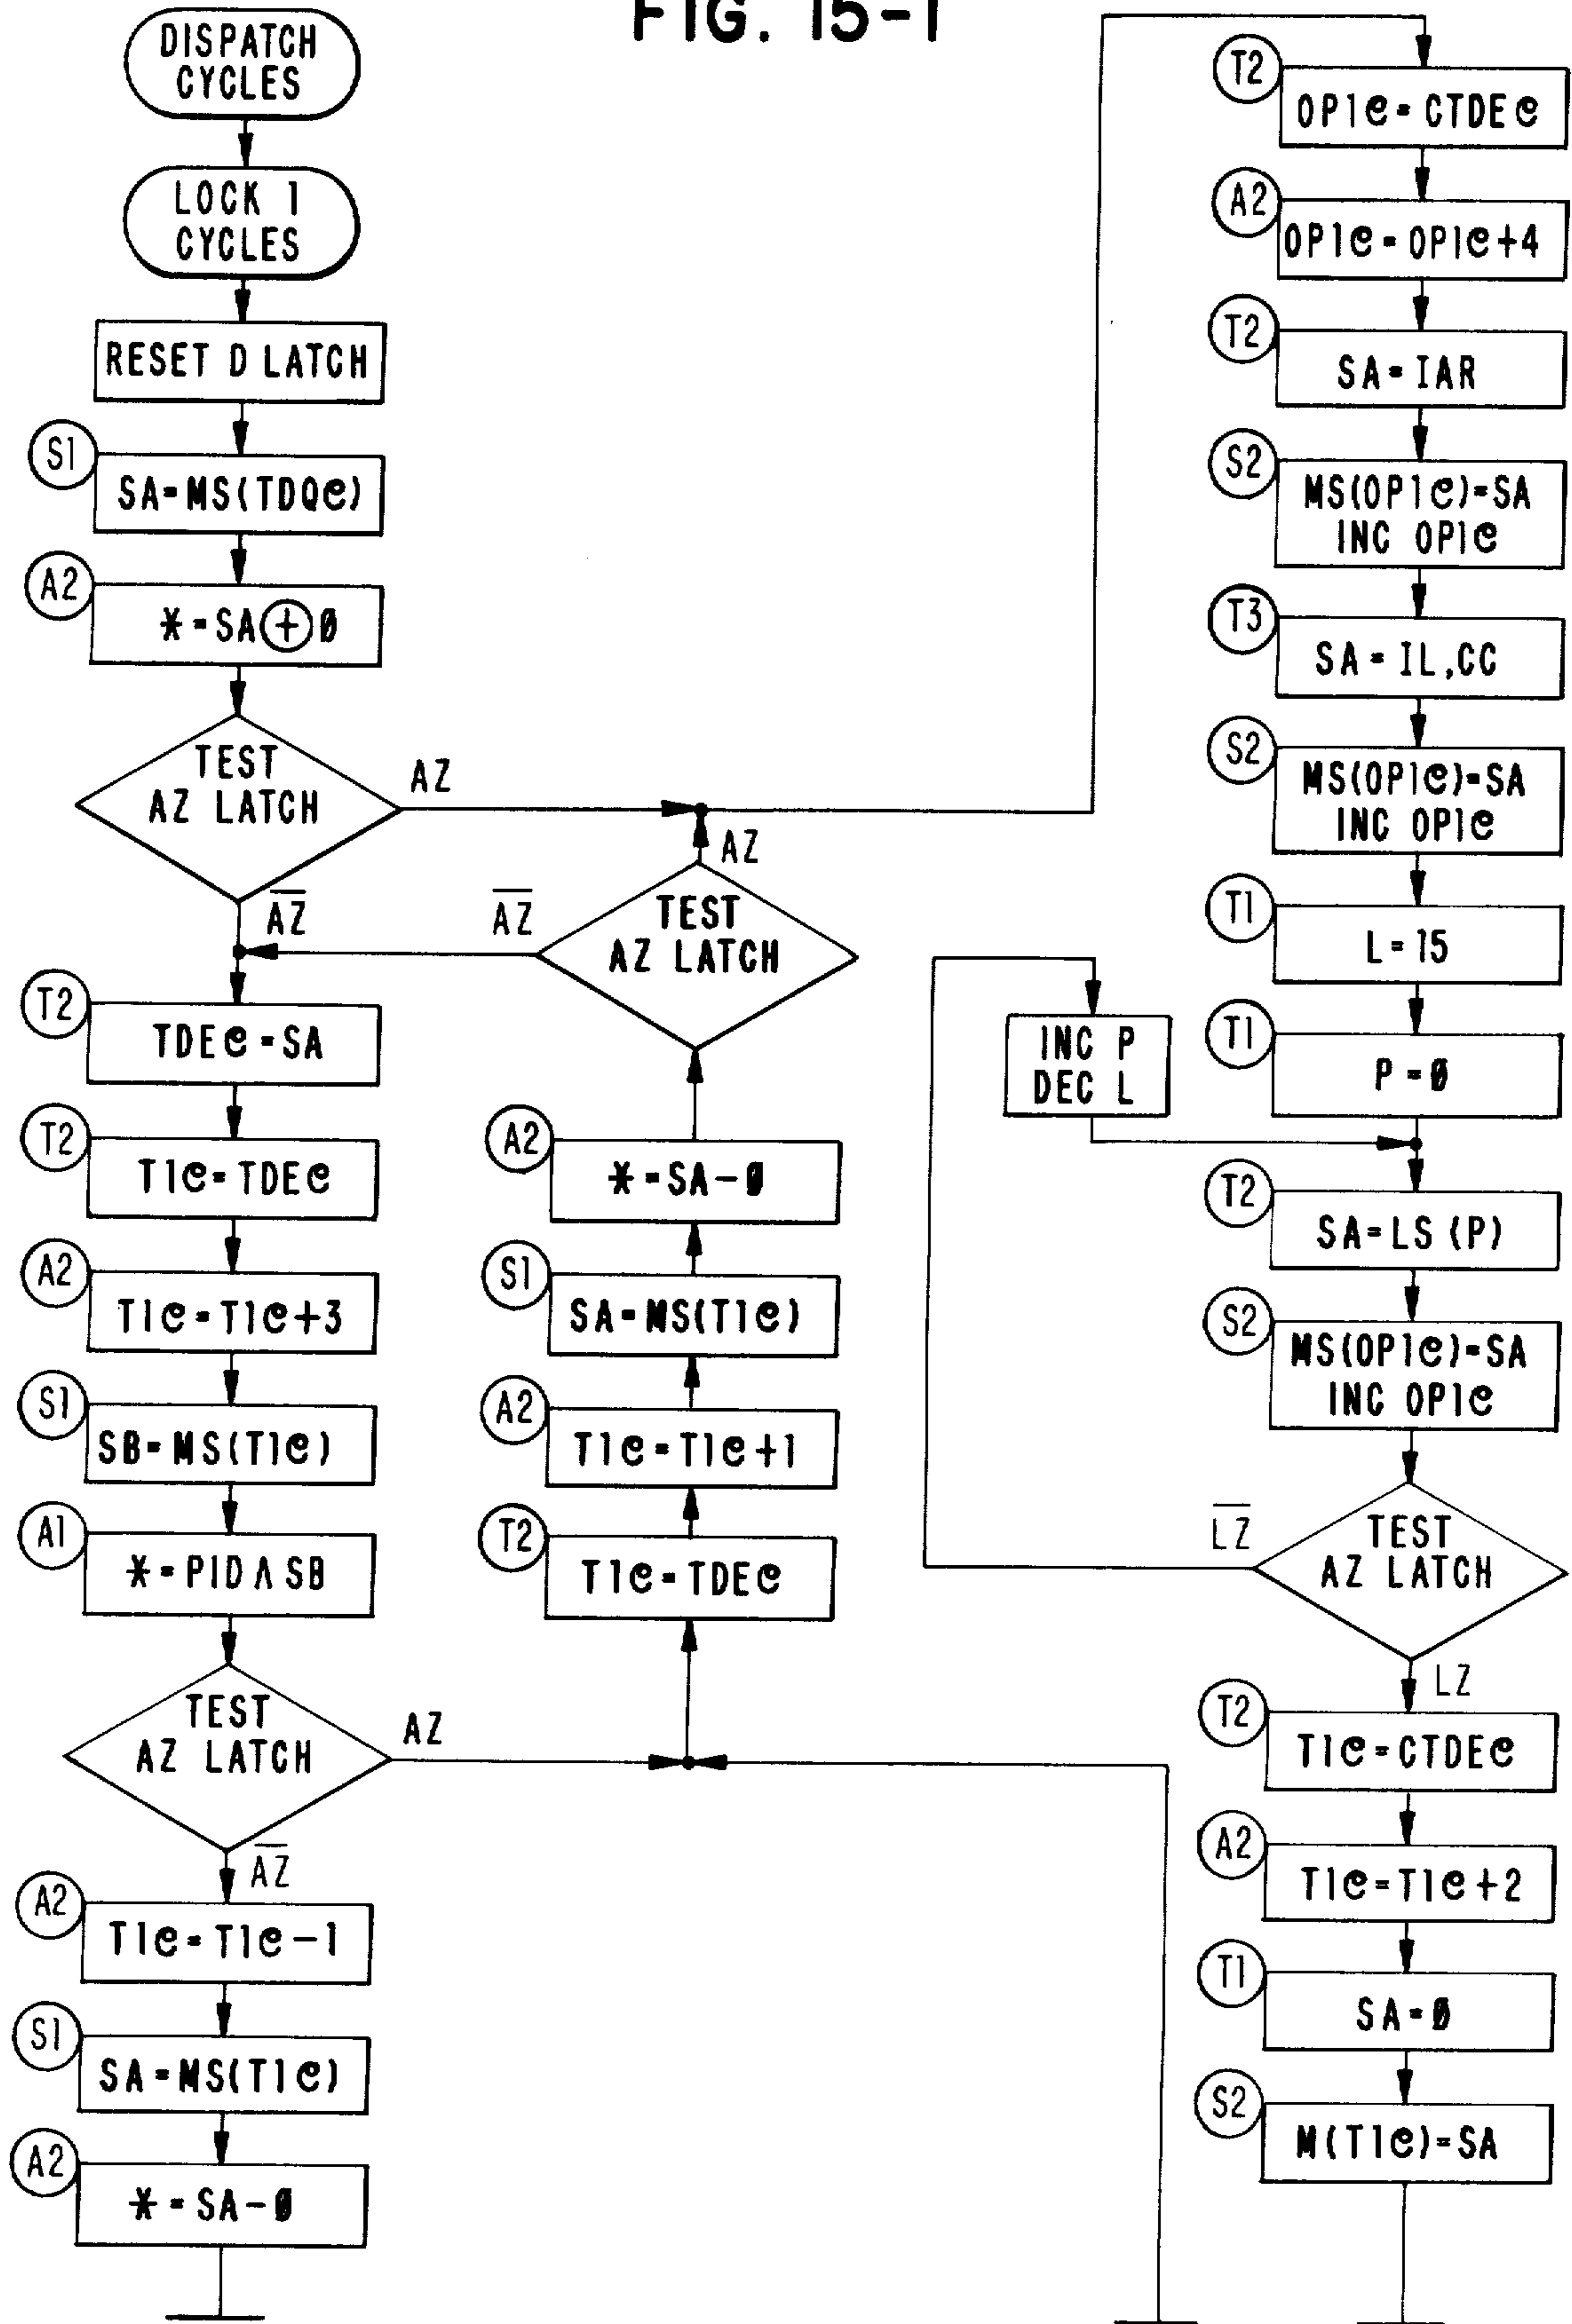 FIG. 15-1
DISPATCH
CYCLES
LOCK 1
CYCLES
RESET D LATCH
S1
SA=MS(TDQ@)
A2
*=SA⊕Ø
TEST
AZ LATCH
AZ
A̅Z̅
T2
TDE@=SA
T2
T1@=TDE@
A2
T1@=T1@+3
S1
SB=MS(T1@)
A1
*=PID∧SB
TEST
AZ LATCH
AZ
A̅Z̅
A2
T1@=T1@-1
S1
SA=MS(T1@)
A2
*=SA-Ø
AZ
TEST
AZ LATCH
A̅Z̅
A2
*=SA-Ø
S1
SA=MS(T1@)
A2
T1@=T1@+1
T2
T1@=TDE@
T2
OP1@=CTDE@
A2
OP1@=OP1@+4
T2
SA=IAR
S2
MS(OP1@)=SA
INC OP1@
T3
SA=IL,CC
S2
MS(OP1@)=SA
INC OP1@
T1
L=15
T1
P=Ø
INC P
DEC L
T2
SA=LS(P)
S2
MS(OP1@)=SA
INC OP1@
TEST
AZ LATCH
L̅Z̅
LZ
T2
T1@=CTDE@
A2
T1@=T1@+2
T1
SA=Ø
S2
M(T1@)=SA